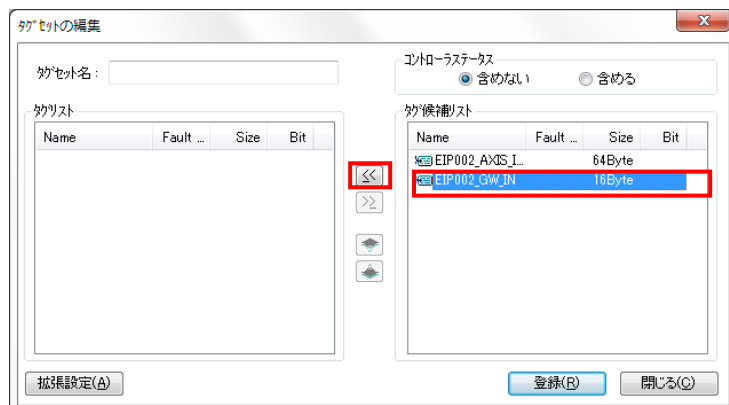 タグセットの編集
タグセット名 :
コントローラステータス
含めない 含める
タグリスト
Name Fault ... Size Bit
<<
>>
タグ候補リスト
Name Fault ... Size Bit
EIP002_AXIS_I... 64Byte
EIP002_GW_IN 16Byte
拡張設定(A)
登録(R)
閉じる(C)